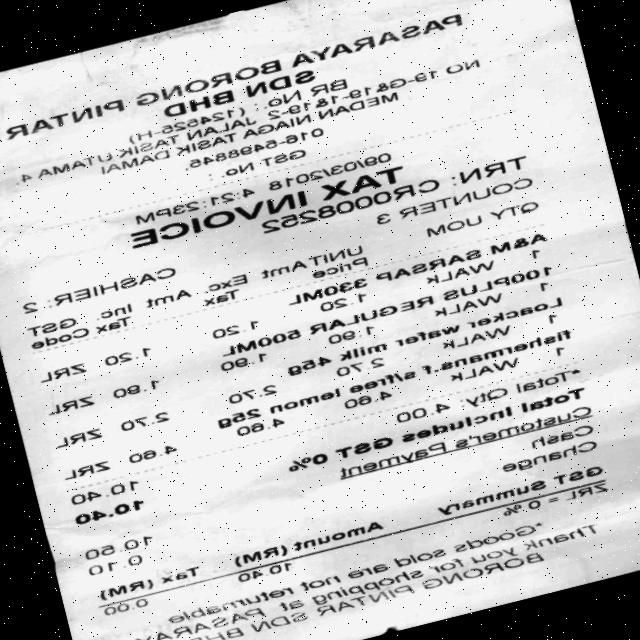 PASARAYA BORONG PINTAR
SDN BHD
BR No.: (124525-H)
NO 19-G&19-1&19-2, JALAN TASIK UTAMA 4
MEDAN NIAGA TASIK DAMAI
016-5498845
GST No.:
TAX INVOICE
09/03/2018 4:21:23PM
TRN: CR0008252
COUNTER 3 CASHIER: 2
QTY UOM UNITAmt Exc. Amt Inc. GST
Price Tax Tax Code
A&M SARSAP 330ML
1 WALK 1.20 1.20 1.20 ZRL
100PLUS REGULAR 500ML
1 WALK 1.90 1.90 1.90 ZRL
loacker water milk 45g
1 WALK 2.70 2.70 2.70 ZRL
fishermans f s/free lemon 25g
1 WALK 4.60 4.60 4.60 ZRL
*Total Qty. 4.00 10.40
Total Includes GST 0% 10.40
Customer's Payment
Cash 10.50
Change 0.10
GST Summary Amount (RM) Tax (RM)
ZRL= 0% 10.40 0.00
*Goods sold are not returnable
Thank you for shopping at PASARAYA
BORONG PINTAR SDN BHD